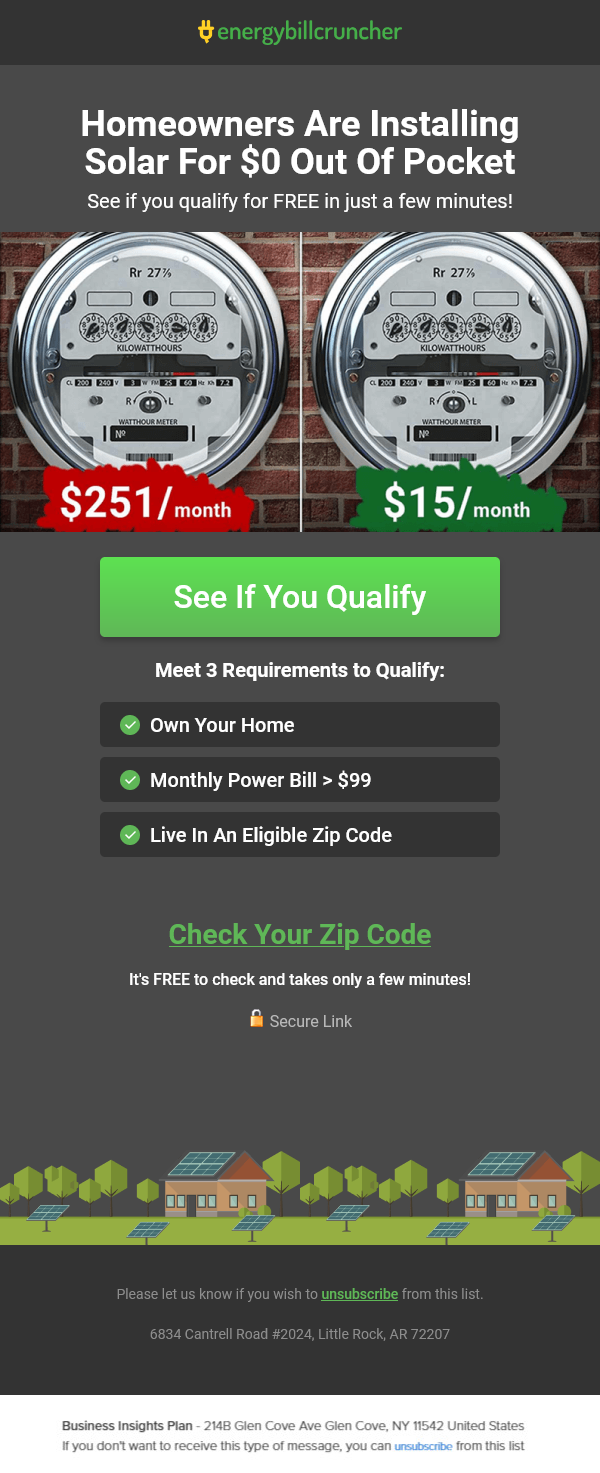 energybillcruncher
Homeowners Are Installing
Solar For $0 Out Of Pocket
See if you qualify for FREE in just a few minutes!
Rr 27⅞
KILOWATTHOURS
CL 200 240 V 3 W FM 2S 60 Hz Kh 7.2
R L
WATTHOUR METER
Nº
$251/month
Rr 27⅞
KILOWATTHOURS
CL 200 240 V 3 W FM 2S 60 Hz Kh 7.2
R L
WATTHOUR METER
Nº
$15/month
See If You Qualify
Meet 3 Requirements to Qualify:
Own Your Home
Monthly Power Bill > $99
Live In An Eligible Zip Code
Check Your Zip Code
It's FREE to check and takes only a few minutes!
Secure Link
Please let us know if you wish to unsubscribe from this list.
6834 Cantrell Road #2024, Little Rock, AR 72207
Business Insights Plan - 214B Glen Cove Ave Glen Cove, NY 11542 United States
If you don't want to receive this type of message, you can unsubscribe from this list